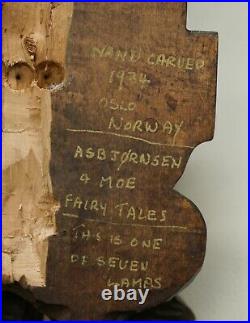 HAND CARVED
1934
OSLO
NORWAY
ASBJØRNSEN
& MOE
FAIRY TALES
THIS IS ONE
OF SEVEN
LAMPS